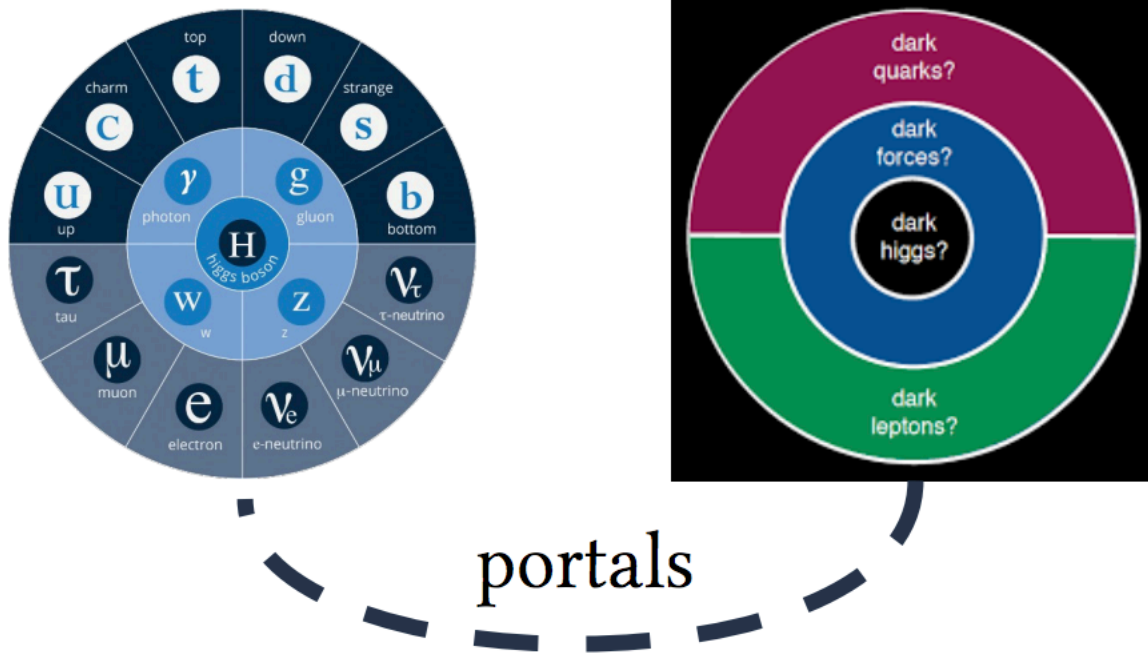 top
t
down
d
charm
c
strange
s
up
u
bottom
b
γ
photon
g
gluon
H
higgs boson
W
w
Z
z
τ
tau
ντ
τ-neutrino
μ
muon
νμ
μ-neutrino
e
electron
νe
e-neutrino
dark
quarks?
dark
forces?
dark
higgs?
dark
leptons?
portals